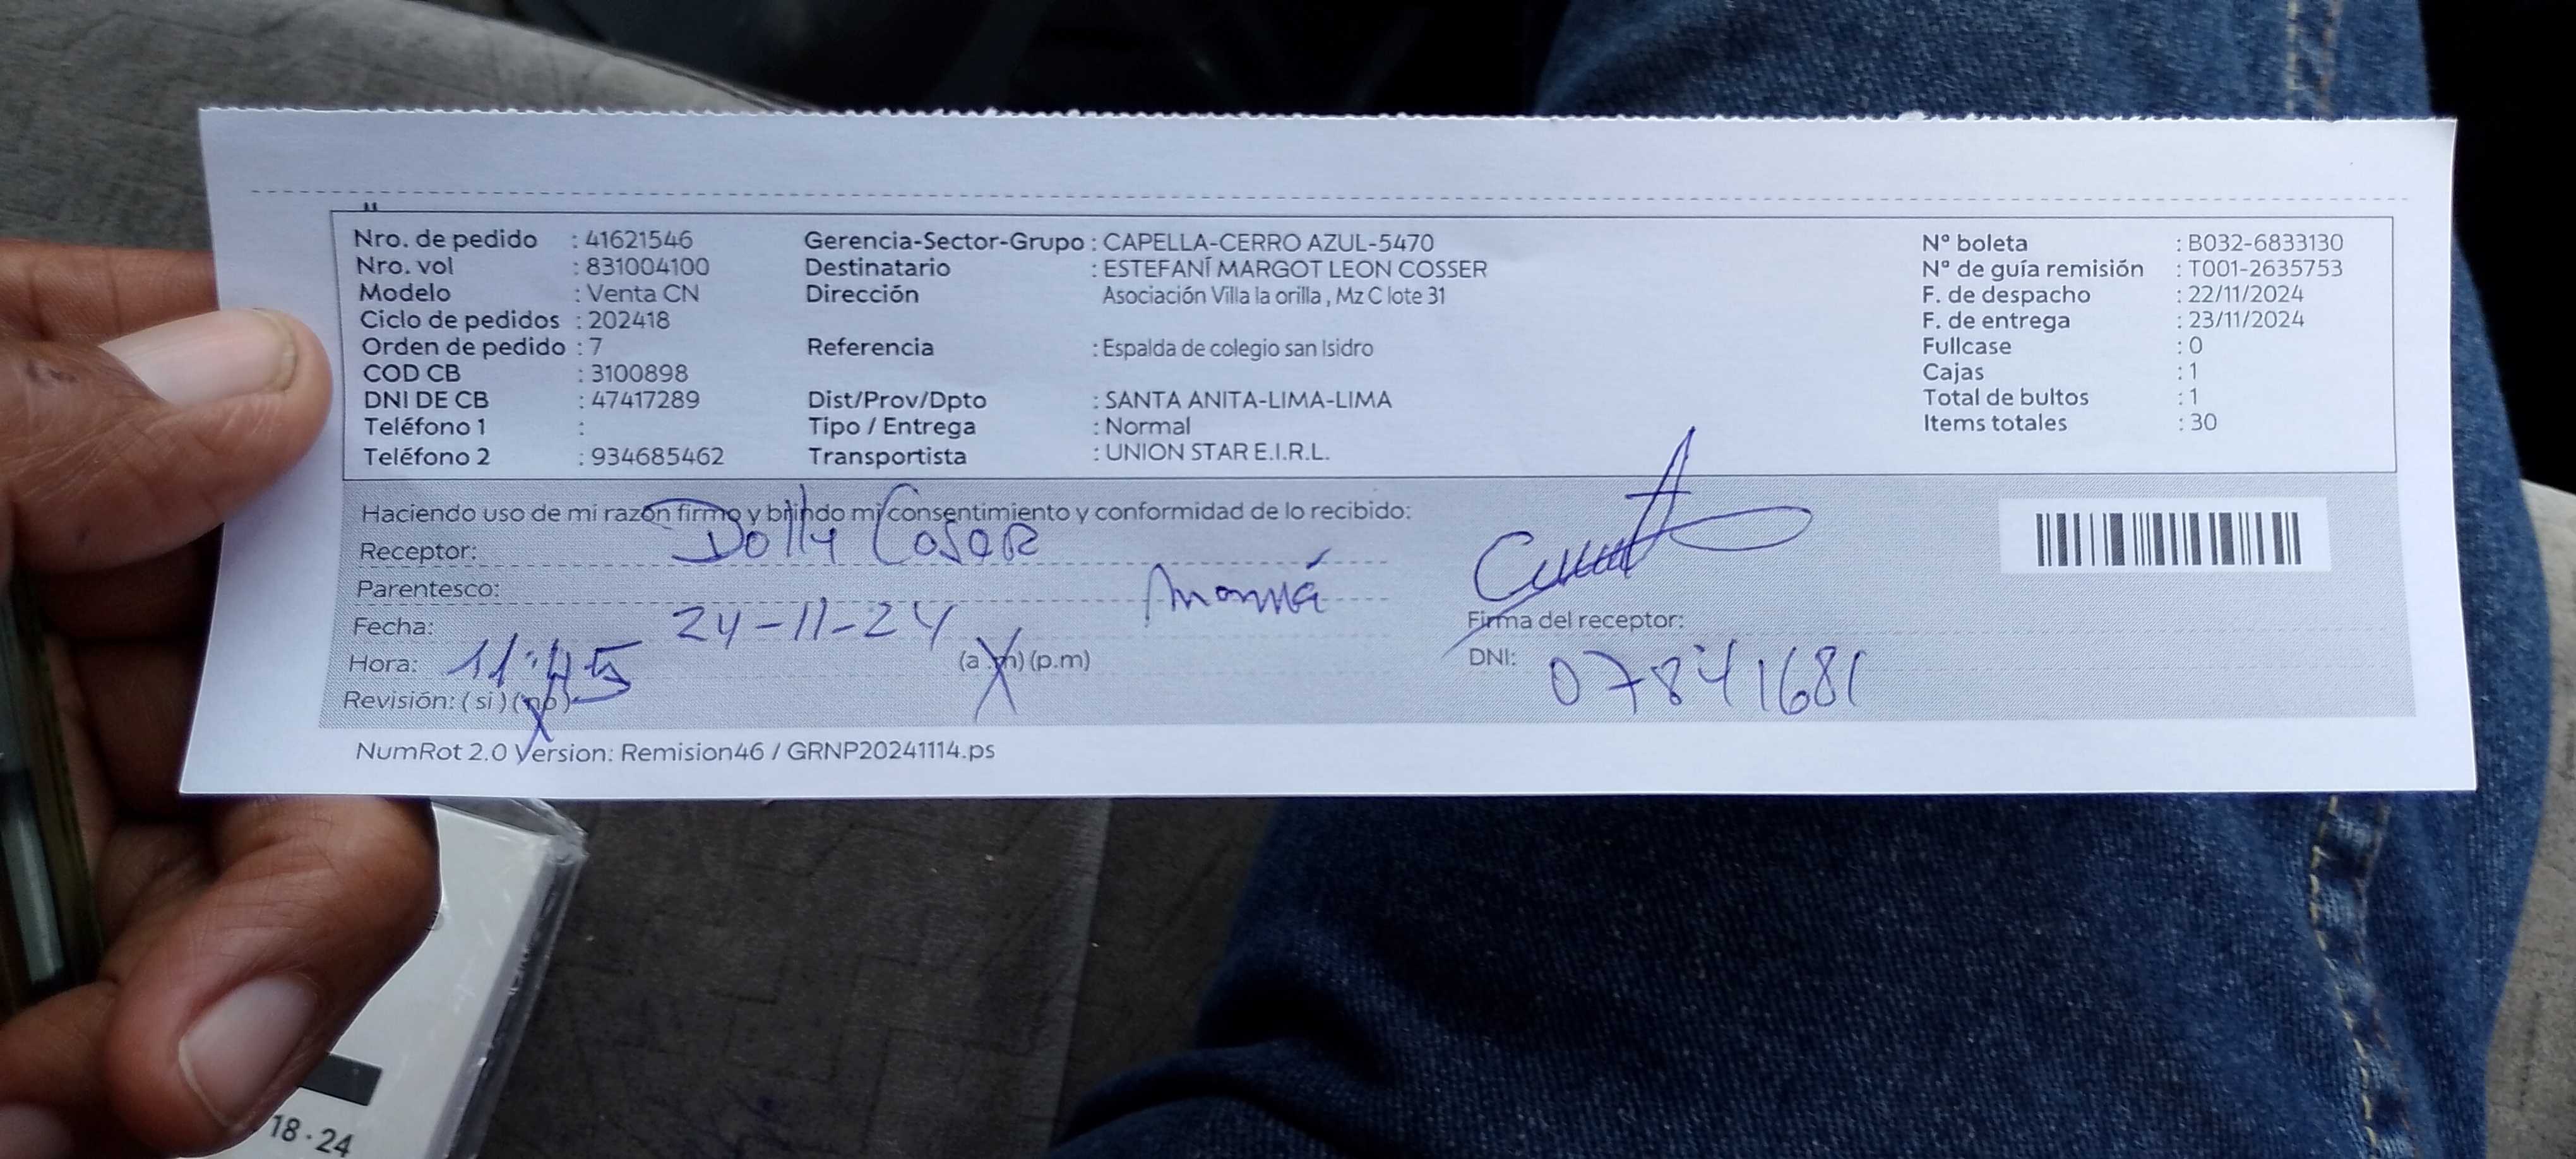 Nro. de pedido : 41621546 Gerencia-Sector-Grupo : CAPELLA-CERRO AZUL-5470 N° boleta : B032-6833130
Nro. vol : 831004100 Destinatario : ESTEFANÍ MARGOT LEON COSSER N° de guía remisión : T001-2635753
Modelo : Venta CN Dirección Asociación Villa la orilla , Mz C lote 31 F. de despacho : 22/11/2024
Ciclo de pedidos : 202418 F. de entrega : 23/11/2024
Orden de pedido : 7 Referencia : Espalda de colegio san Isidro Fullcase : 0
COD CB : 3100898 Cajas : 1
DNI DE CB : 47417289 Dist/Prov/Dpto : SANTA ANITA-LIMA-LIMA Total de bultos : 1
Teléfono 1 : Tipo / Entrega : Normal Items totales : 30
Teléfono 2 : 934685462 Transportista : UNION STAR E.I.R.L.
Haciendo uso de mi razón firmo y brindo mi consentimiento y conformidad de lo recibido:
Receptor: Dolly Coser
Parentesco: mamá
Fecha: 24-11-24 Firma del receptor:
Hora: 11:45 (a.m) (p.m) DNI: 07841681
Revisión: ( si ) ( no )
NumRot 2.0 Version: Remision46 / GRNP20241114.ps
18-24